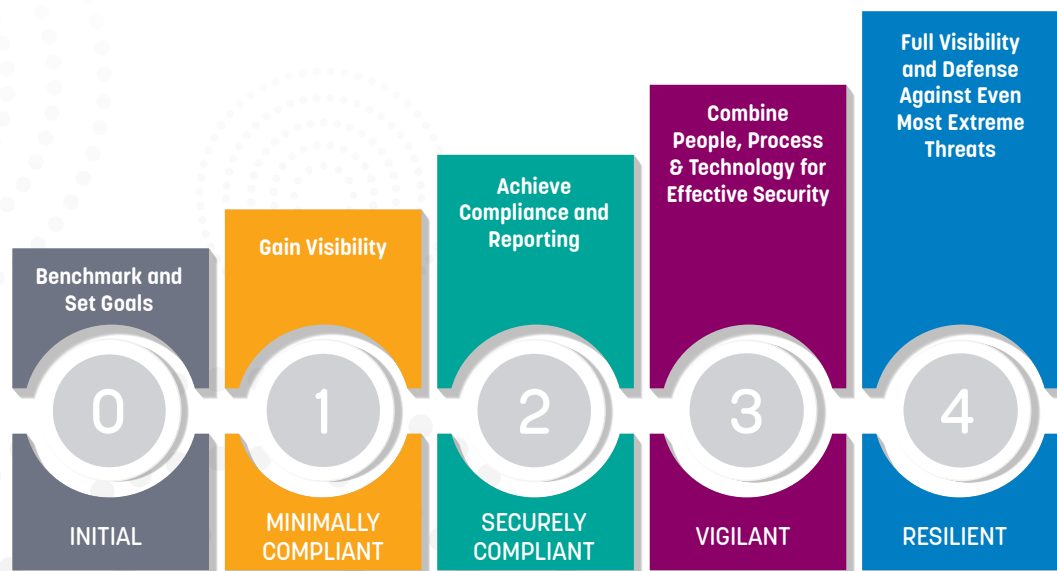 Benchmark and
Set Goals
0
INITIAL
Gain Visibility
1
MINIMALLY
COMPLIANT
Achieve
Compliance and
Reporting
2
SECURELY
COMPLIANT
Combine
People, Process
& Technology for
Effective Security
3
VIGILANT
Full Visibility
and Defense
Against Even
Most Extreme
Threats
4
RESILIENT